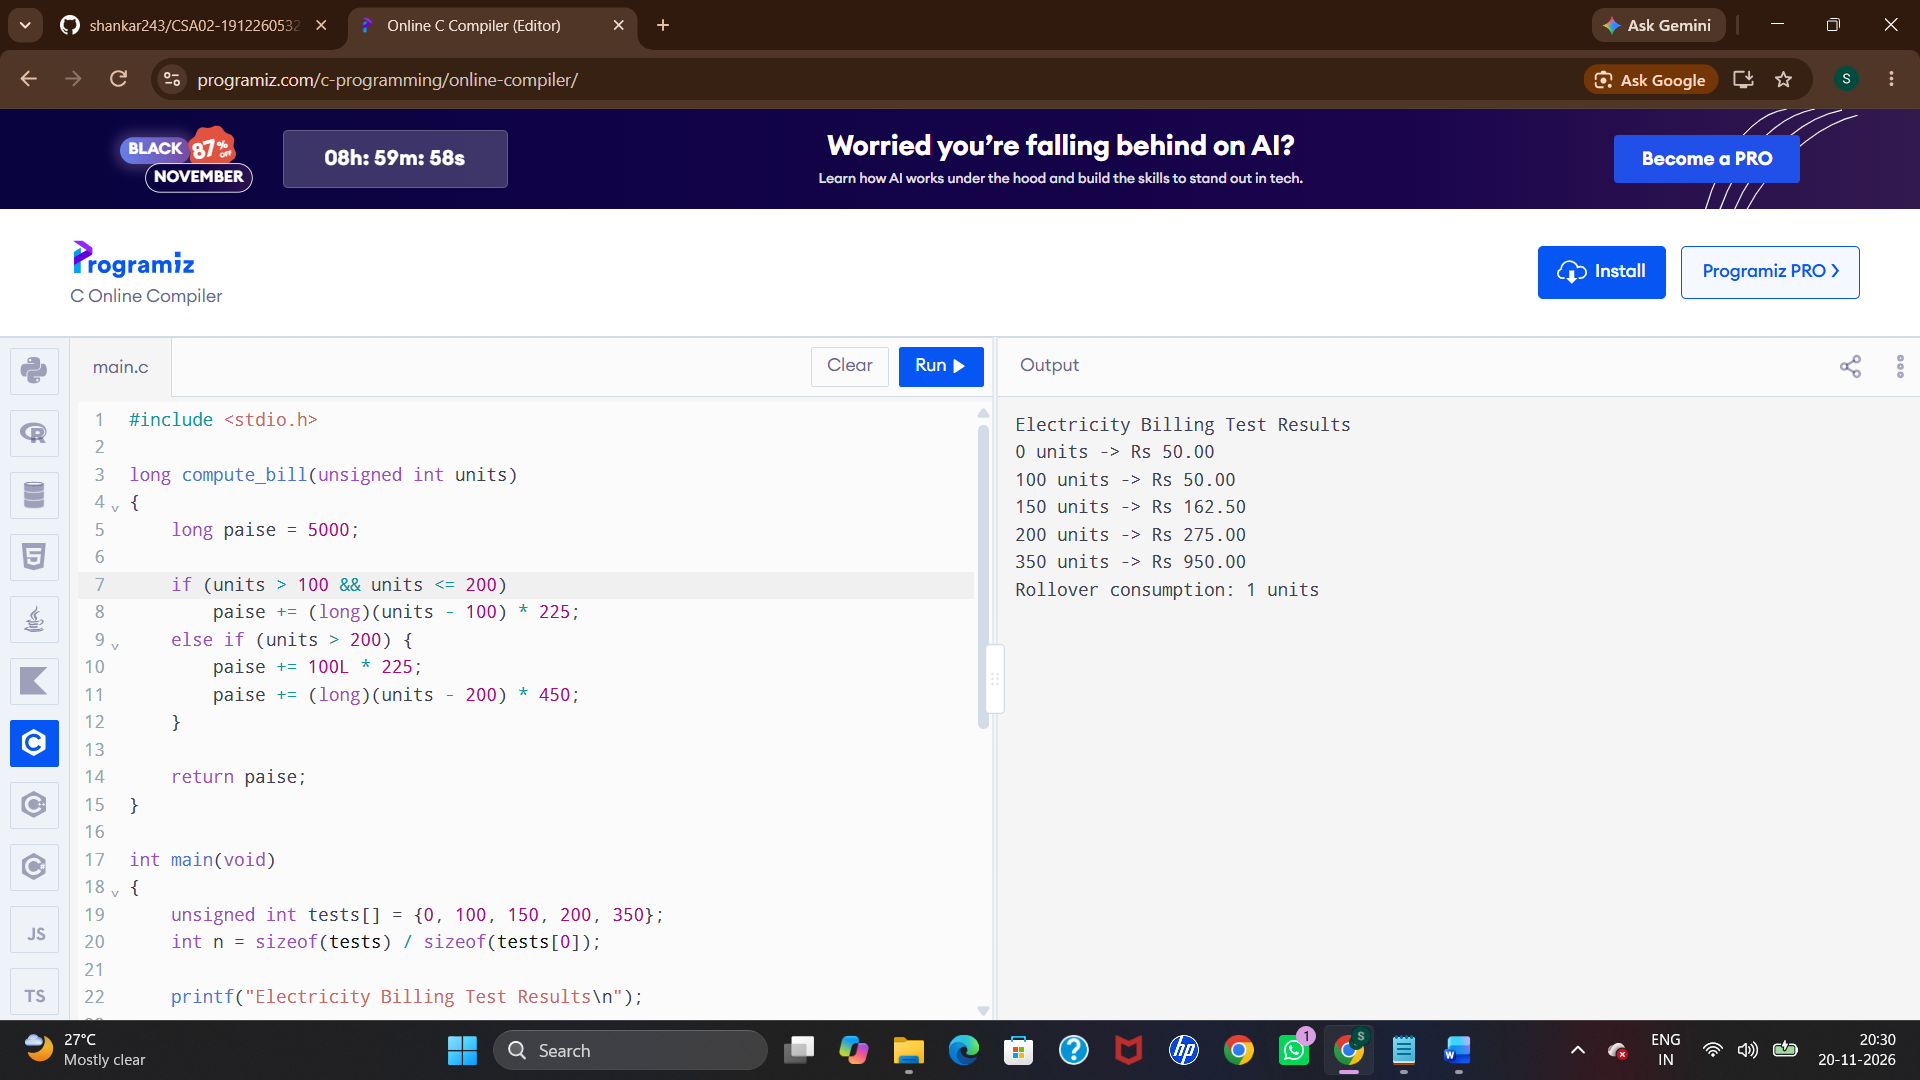 shankar243/CSA02-1912260532
Online C Compiler (Editor)
Ask Gemini
programiz.com/c-programming/online-compiler/
Ask Google
S
BLACK
87% OFF
NOVEMBER
08h: 59m: 58s
Worried you’re falling behind on AI?
Learn how AI works under the hood and build the skills to stand out in tech.
Become a PRO
Programiz
C Online Compiler
Install
Programiz PRO
main.c
Clear
Run
Output
1 #include <stdio.h>
2
3 long compute_bill(unsigned int units)
4 {
5 long paise = 5000;
6
7 if (units > 100 && units <= 200)
8 paise += (long)(units - 100) * 225;
9 else if (units > 200) {
10 paise += 100L * 225;
11 paise += (long)(units - 200) * 450;
12 }
13
14 return paise;
15 }
16
17 int main(void)
18 {
19 unsigned int tests[] = {0, 100, 150, 200, 350};
20 int n = sizeof(tests) / sizeof(tests[0]);
21
22 printf("Electricity Billing Test Results\n");
Electricity Billing Test Results
0 units -> Rs 50.00
100 units -> Rs 50.00
150 units -> Rs 162.50
200 units -> Rs 275.00
350 units -> Rs 950.00
Rollover consumption: 1 units
R
5
C
JS
TS
27°C
Mostly clear
Search
hp
1
S
W
ENG
IN
20:30
20-11-2026